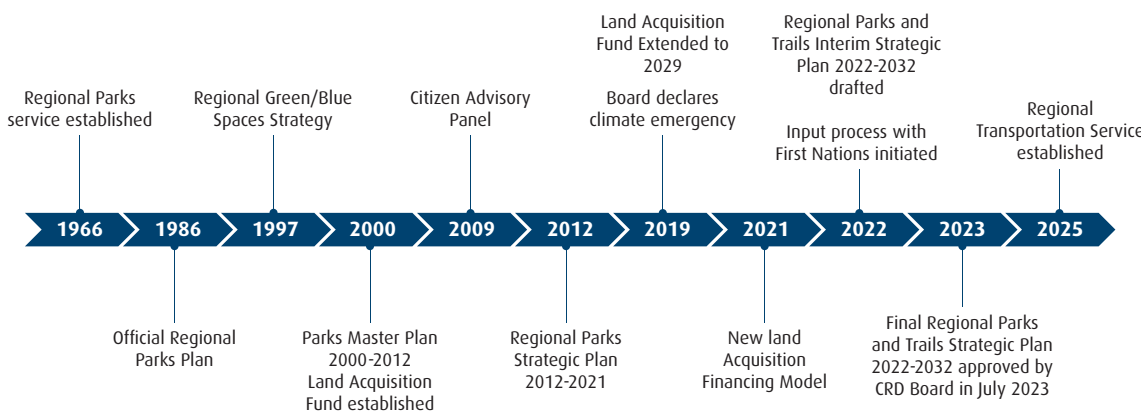 Regional Parks
service established
Regional Green/Blue
Spaces Strategy
Citizen Advisory
Panel
Land Acquisition
Fund Extended to
2029
Board declares
climate emergency
Regional Parks and
Trails Interim Strategic
Plan 2022-2032
drafted
Input process with
First Nations initiated
Regional
Transportation Service
established
1966
1986
1997
2000
2009
2012
2019
2021
2022
2023
2025
Official Regional
Parks Plan
Parks Master Plan
2000-2012
Land Acquisition
Fund established
Regional Parks
Strategic Plan
2012-2021
New land
Acquisition
Financing Model
Final Regional Parks
and Trails Strategic Plan
2022-2032 approved by
CRD Board in July 2023